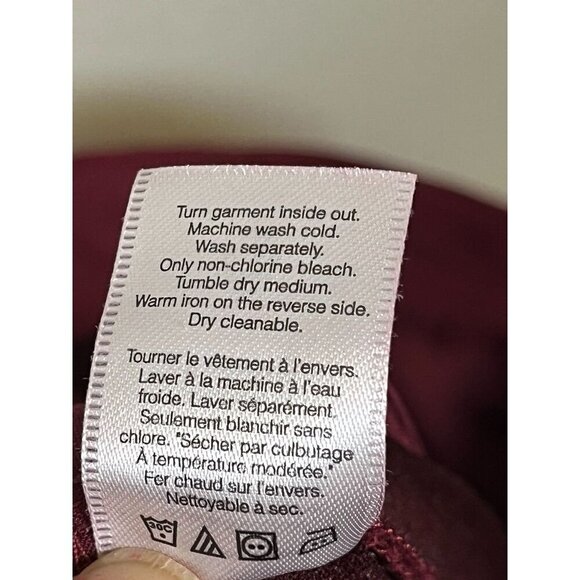 Turn garment inside out.
Machine wash cold.
Wash separately.
Only non-chlorine bleach.
Tumble dry medium.
Warm iron on the reverse side.
Dry cleanable.
Tourner le vêtement à l'envers.
Laver à la machine à l'eau
froide. Laver séparément.
Seulement blanchir sans
chlore. "Sécher par culbutage
À température modérée."
Fer chaud sur l'envers.
Nettoyable à sec.
30C